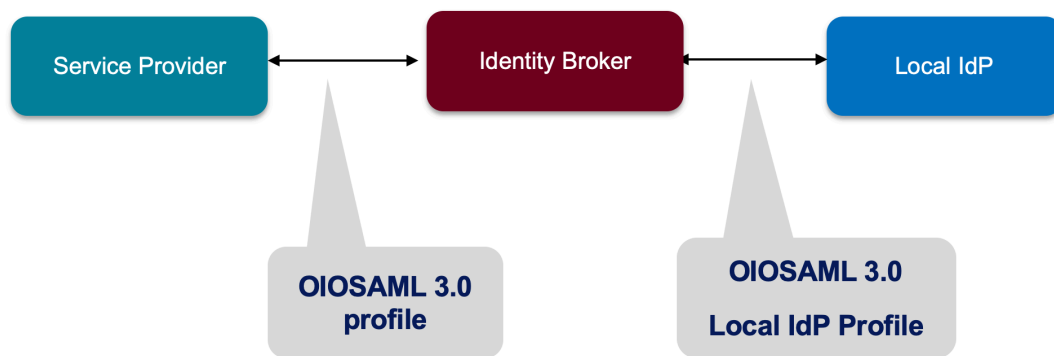 Service Provider
Identity Broker
Local IdP
OIOSAML 3.0
profile
OIOSAML 3.0
Local IdP Profile